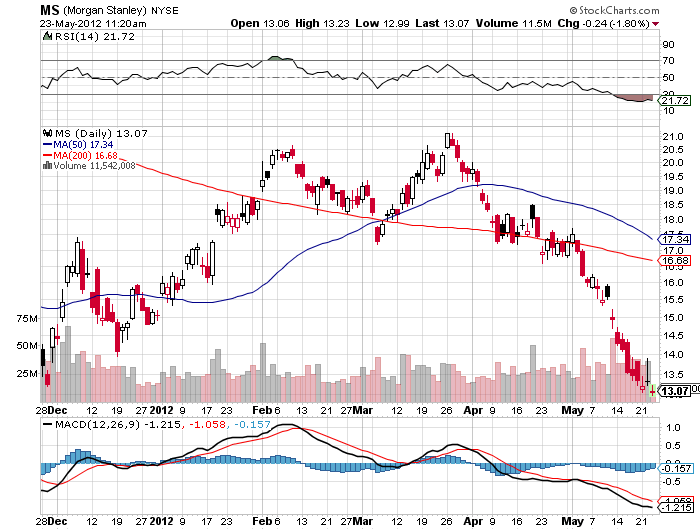 MS (Morgan Stanley) NYSE © StockCharts.com
23-May-2012 11:20am Open 13.06 High 13.23 Low 12.99 Last 13.07 Volume 11.5M Chg -0.24 (-1.80%)
RSI(14) 21.72
90
70
50
30
21.72
10
MS (Daily) 13.07
MA(50) 17.34
MA(200) 16.68
Volume 11,542,008
21.0
20.5
20.0
19.5
19.0
18.5
18.0
17.5
17.34
17.0
16.68
16.0
15.5
15.0
14.5
14.0
13.5
13.07
75M
50M
25M
28 Dec 12 19 27 2012 9 17 23 Feb 6 13 21 27 Mar 12 19 26 Apr 9 16 23 May 7 14 21
MACD(12,26,9) -1.215, -1.058, -0.157
1.0
0.5
0.0
-0.157
-0.5
-1.058
-1.215
28 Dec 12 19 27 2012 9 17 23 Feb 6 13 21 27 Mar 12 19 26 Apr 9 16 23 May 7 14 21